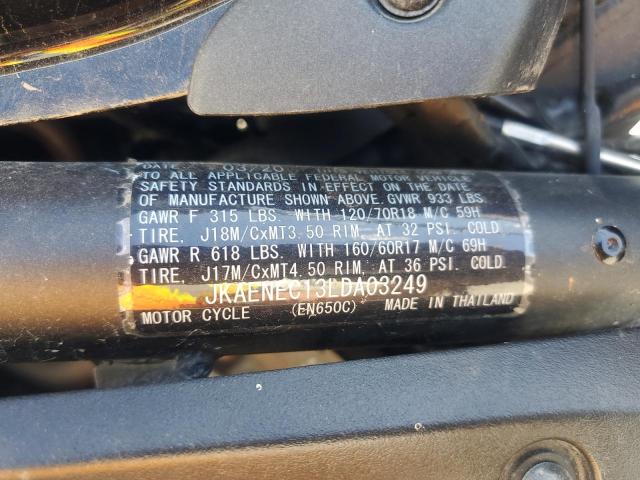 DATE 03/20
TO ALL APPLICABLE FEDERAL MOTOR VEHICLE
SAFETY STANDARDS IN EFFECT ON THE DATE
OF MANUFACTURE SHOWN ABOVE. GVWR 933 LBS
GAWR F 315 LBS. WITH 120/70R18 M/C 59H
TIRE, J18M/CxMT3.50 RIM, AT 32 PSI. COLD
GAWR R 618 LBS. WITH 160/60R17 M/C 69H
TIRE, J17M/CxMT4.50 RIM, AT 36 PSI. COLD.
JKAENEC13LDA03249
MOTOR CYCLE (EN650C) MADE IN THAILAND